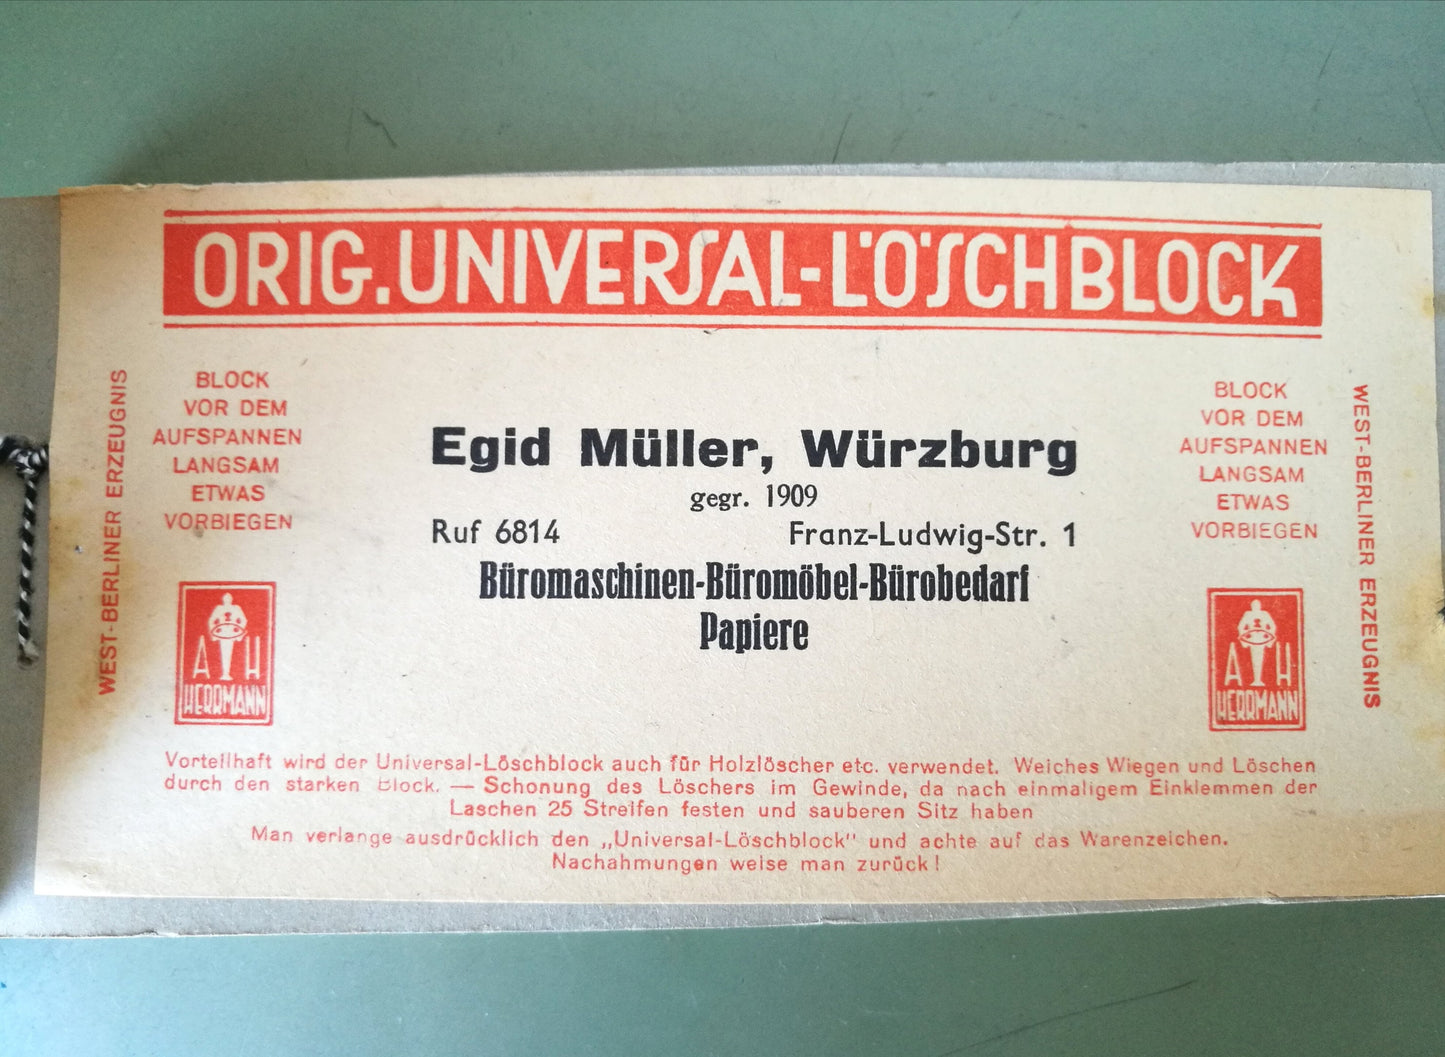 ORIG. UNIVERSAL-LÖSCHBLOCK
WEST-BERLINER ERZEUGNIS
BLOCK
VOR DEM
AUFSPANNEN
LANGSAM
ETWAS
VORBIEGEN
A H
HERRMANN
Egid Müller, Würzburg
gegr. 1909
Ruf 6814 Franz-Ludwig-Str. 1
Büromaschinen-Büromöbel-Bürobedarf
Papiere
BLOCK
VOR DEM
AUFSPANNEN
LANGSAM
ETWAS
VORBIEGEN
A H
HERRMANN
WEST-BERLINER ERZEUGNIS
Vorteilhaft wird der Universal-Löschblock auch für Holzlöscher etc. verwendet. Weiches Wiegen und Löschen
durch den starken Block. — Schonung des Löschers im Gewinde, da nach einmaligem Einklemmen der
Laschen 25 Streifen festen und sauberen Sitz haben
Man verlange ausdrücklich den „Universal-Löschblock" und achte auf das Warenzeichen.
Nachahmungen weise man zurück!